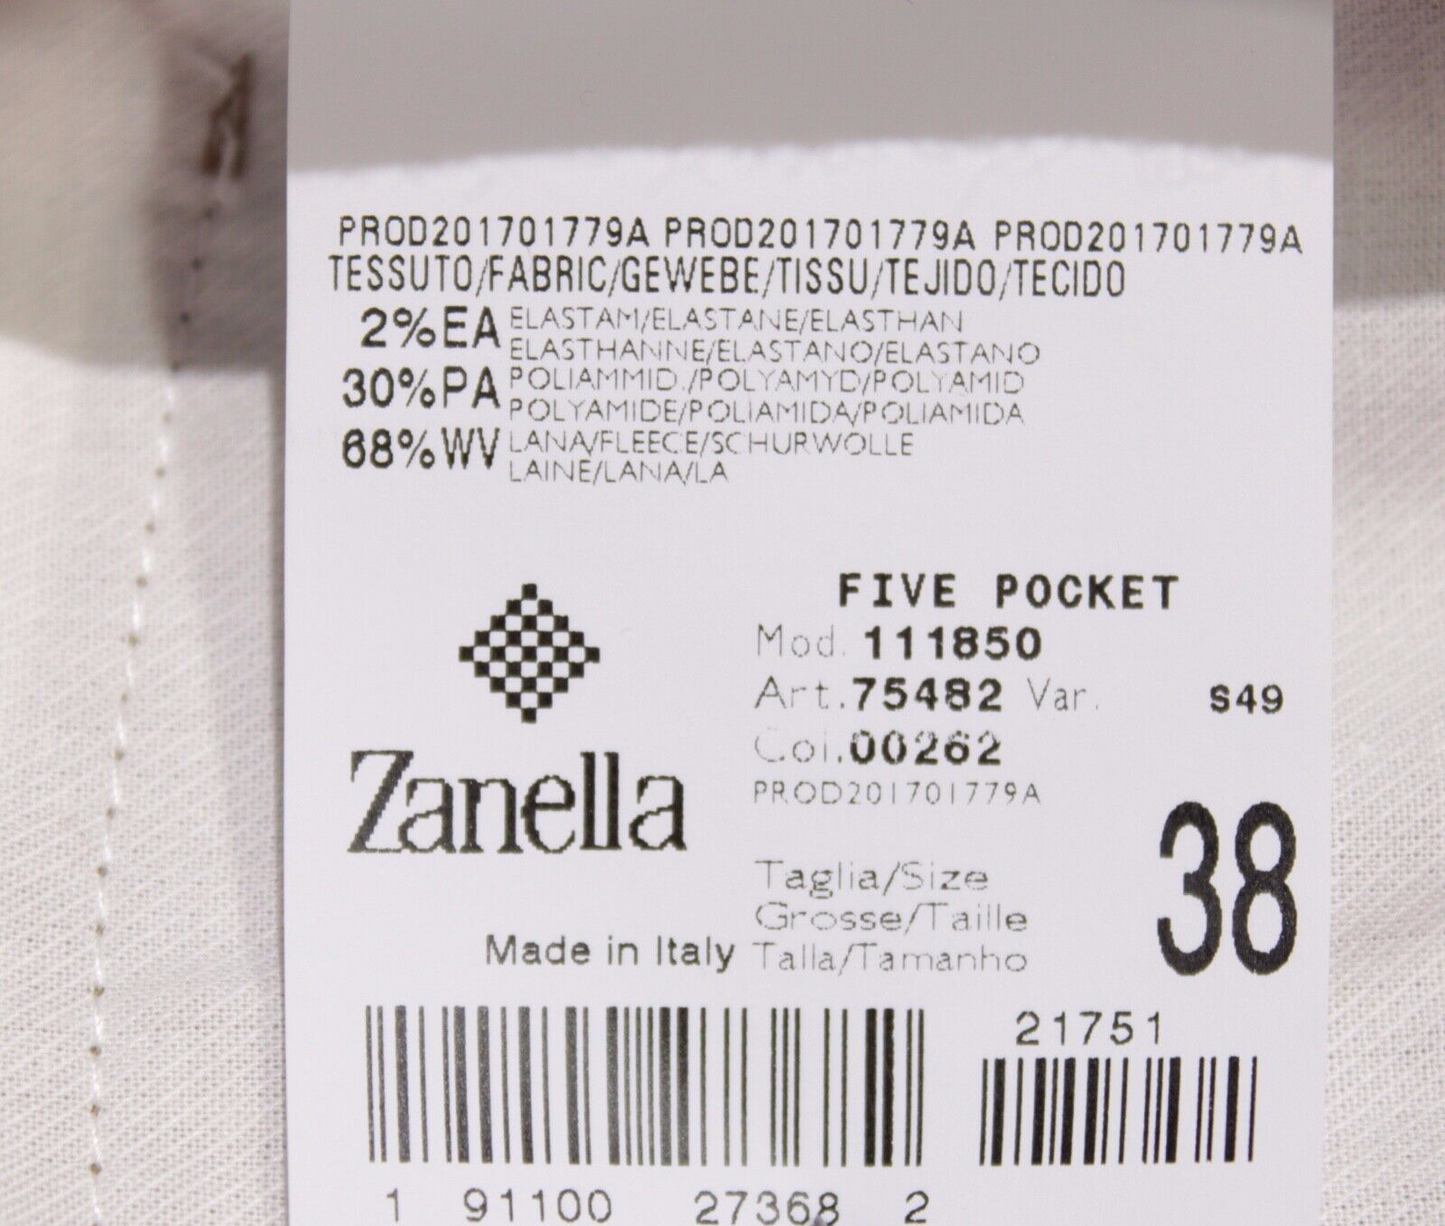 PROD201701779A PROD201701779A PROD201701779A
TESSUTO/FABRIC/GEWEBE/TISSU/TEJIDO/TECIDO
2%EA ELASTAM/ELASTANE/ELASTHAN
ELASTHANNE/ELASTANO/ELASTANO
30%PA POLIAMMID./POLYAMYD/POLYAMID
POLYAMIDE/POLIAMIDA/POLIAMIDA
68%WV LANA/FLEECE/SCHURWOLLE
LAINE/LANA/LA
FIVE POCKET
Mod. 111850
Art.75482 Var. S49
Col.00262
PROD201701779A
Zanella
38
Taglia/Size
Grosse/Taille
Made in Italy Talla/Tamanho
21751
1 91100 27368 2